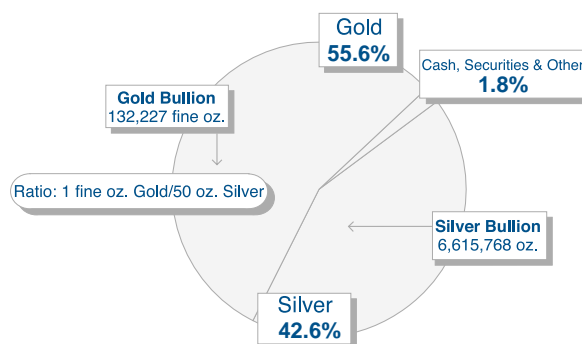 Gold
55.6%
Cash, Securities & Other
1.8%
Gold Bullion
132,227 fine oz.
Ratio: 1 fine oz. Gold/50 oz. Silver
Silver Bullion
6,615,768 oz.
Silver
42.6%